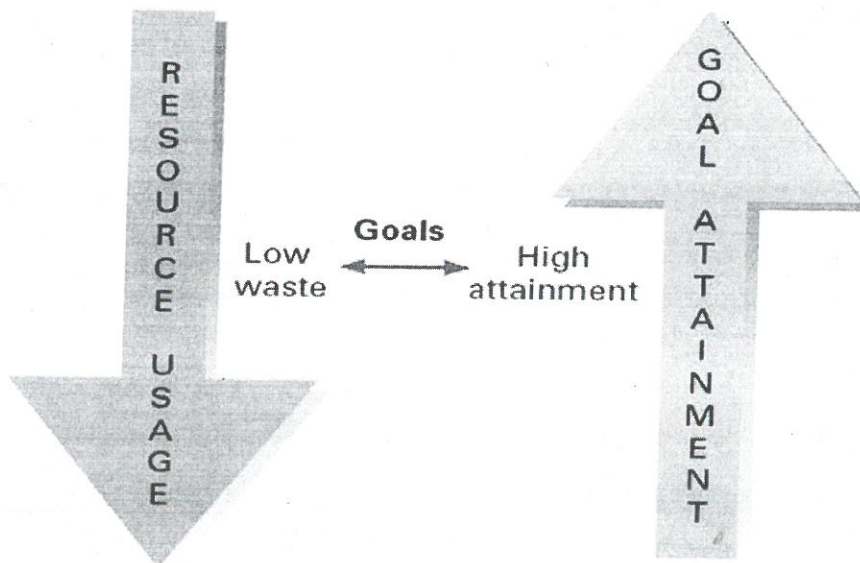 RESOURCE USAGE
Goals
Low waste
High attainment
GOAL ATTAINMENT